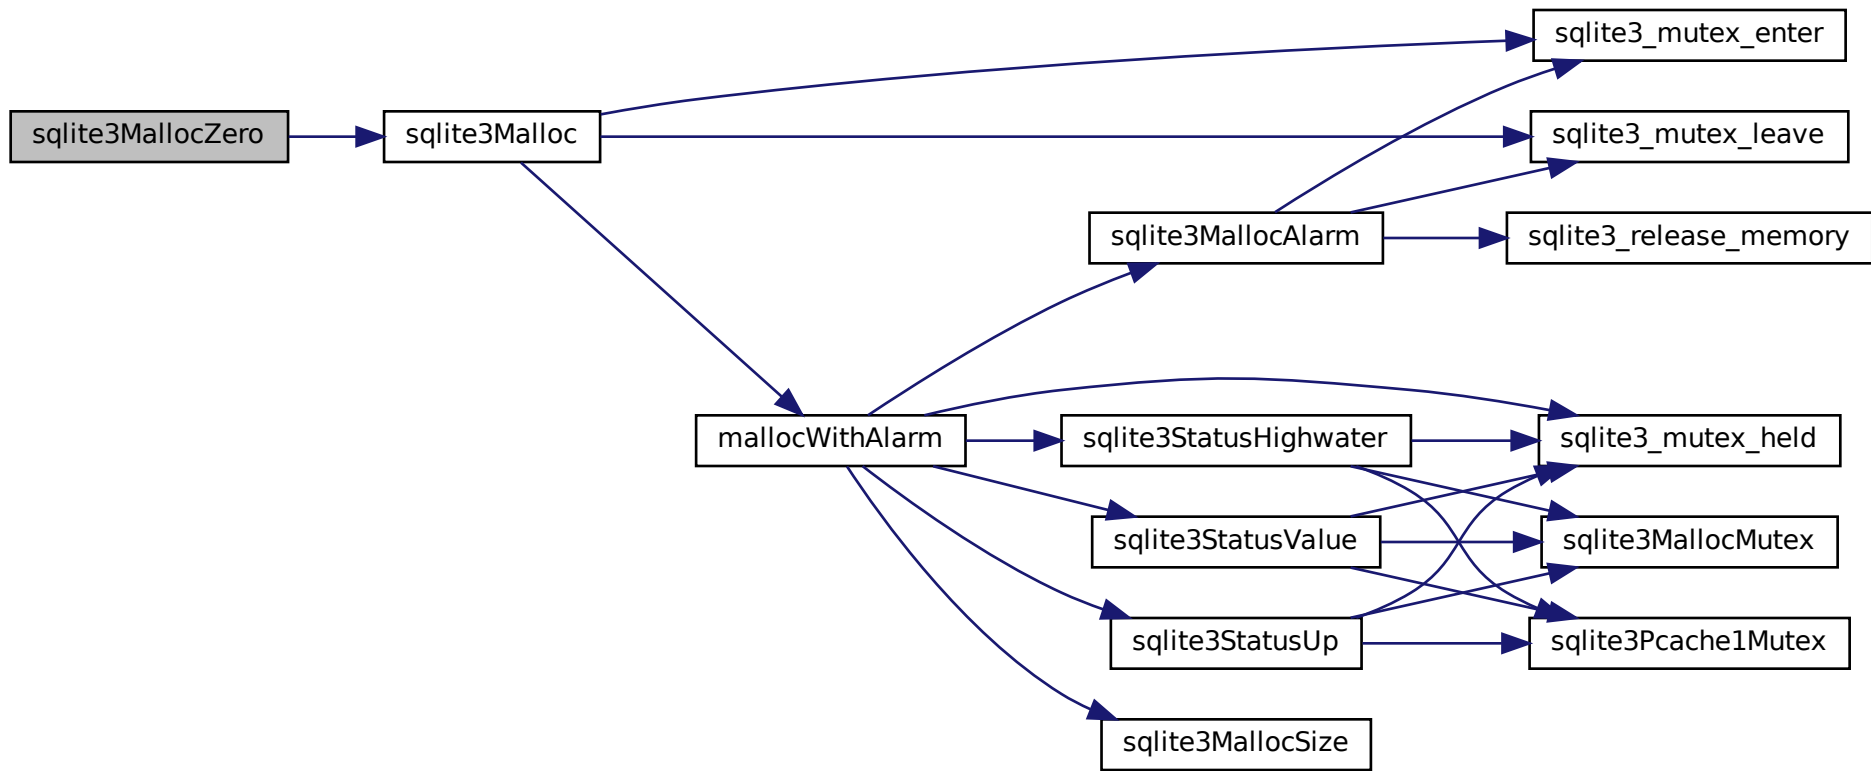 sqlite3_mutex_enter
sqlite3MallocZero
sqlite3Malloc
sqlite3_mutex_leave
sqlite3MallocAlarm
sqlite3_release_memory
mallocWithAlarm
sqlite3StatusHighwater
sqlite3_mutex_held
sqlite3StatusValue
sqlite3MallocMutex
sqlite3StatusUp
sqlite3Pcache1Mutex
sqlite3MallocSize